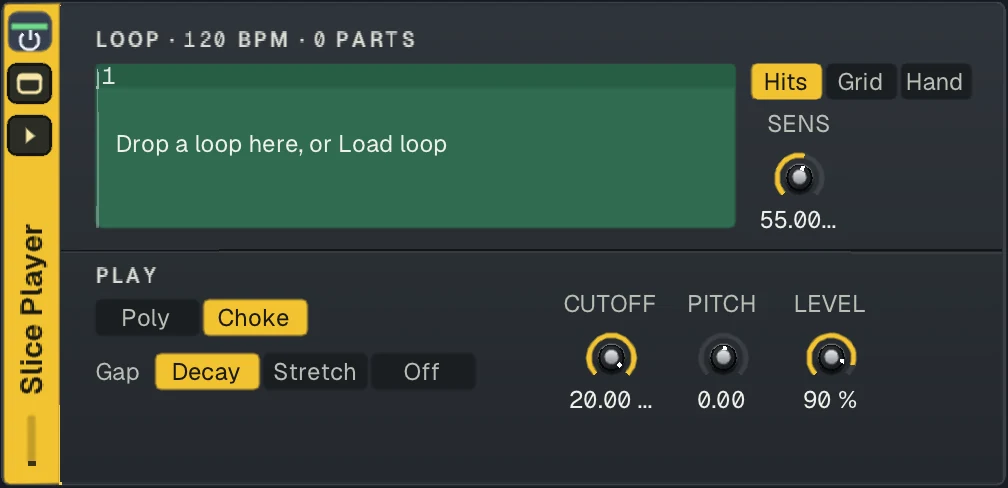 LOOP · 120 BPM · 0 PARTS
1
Drop a loop here, or Load loop
Hits Grid Hand
SENS
55.00...
Slice Player
PLAY
Poly Choke
Gap Decay Stretch Off
CUTOFF PITCH LEVEL
20.00 ... 0.00 90 %